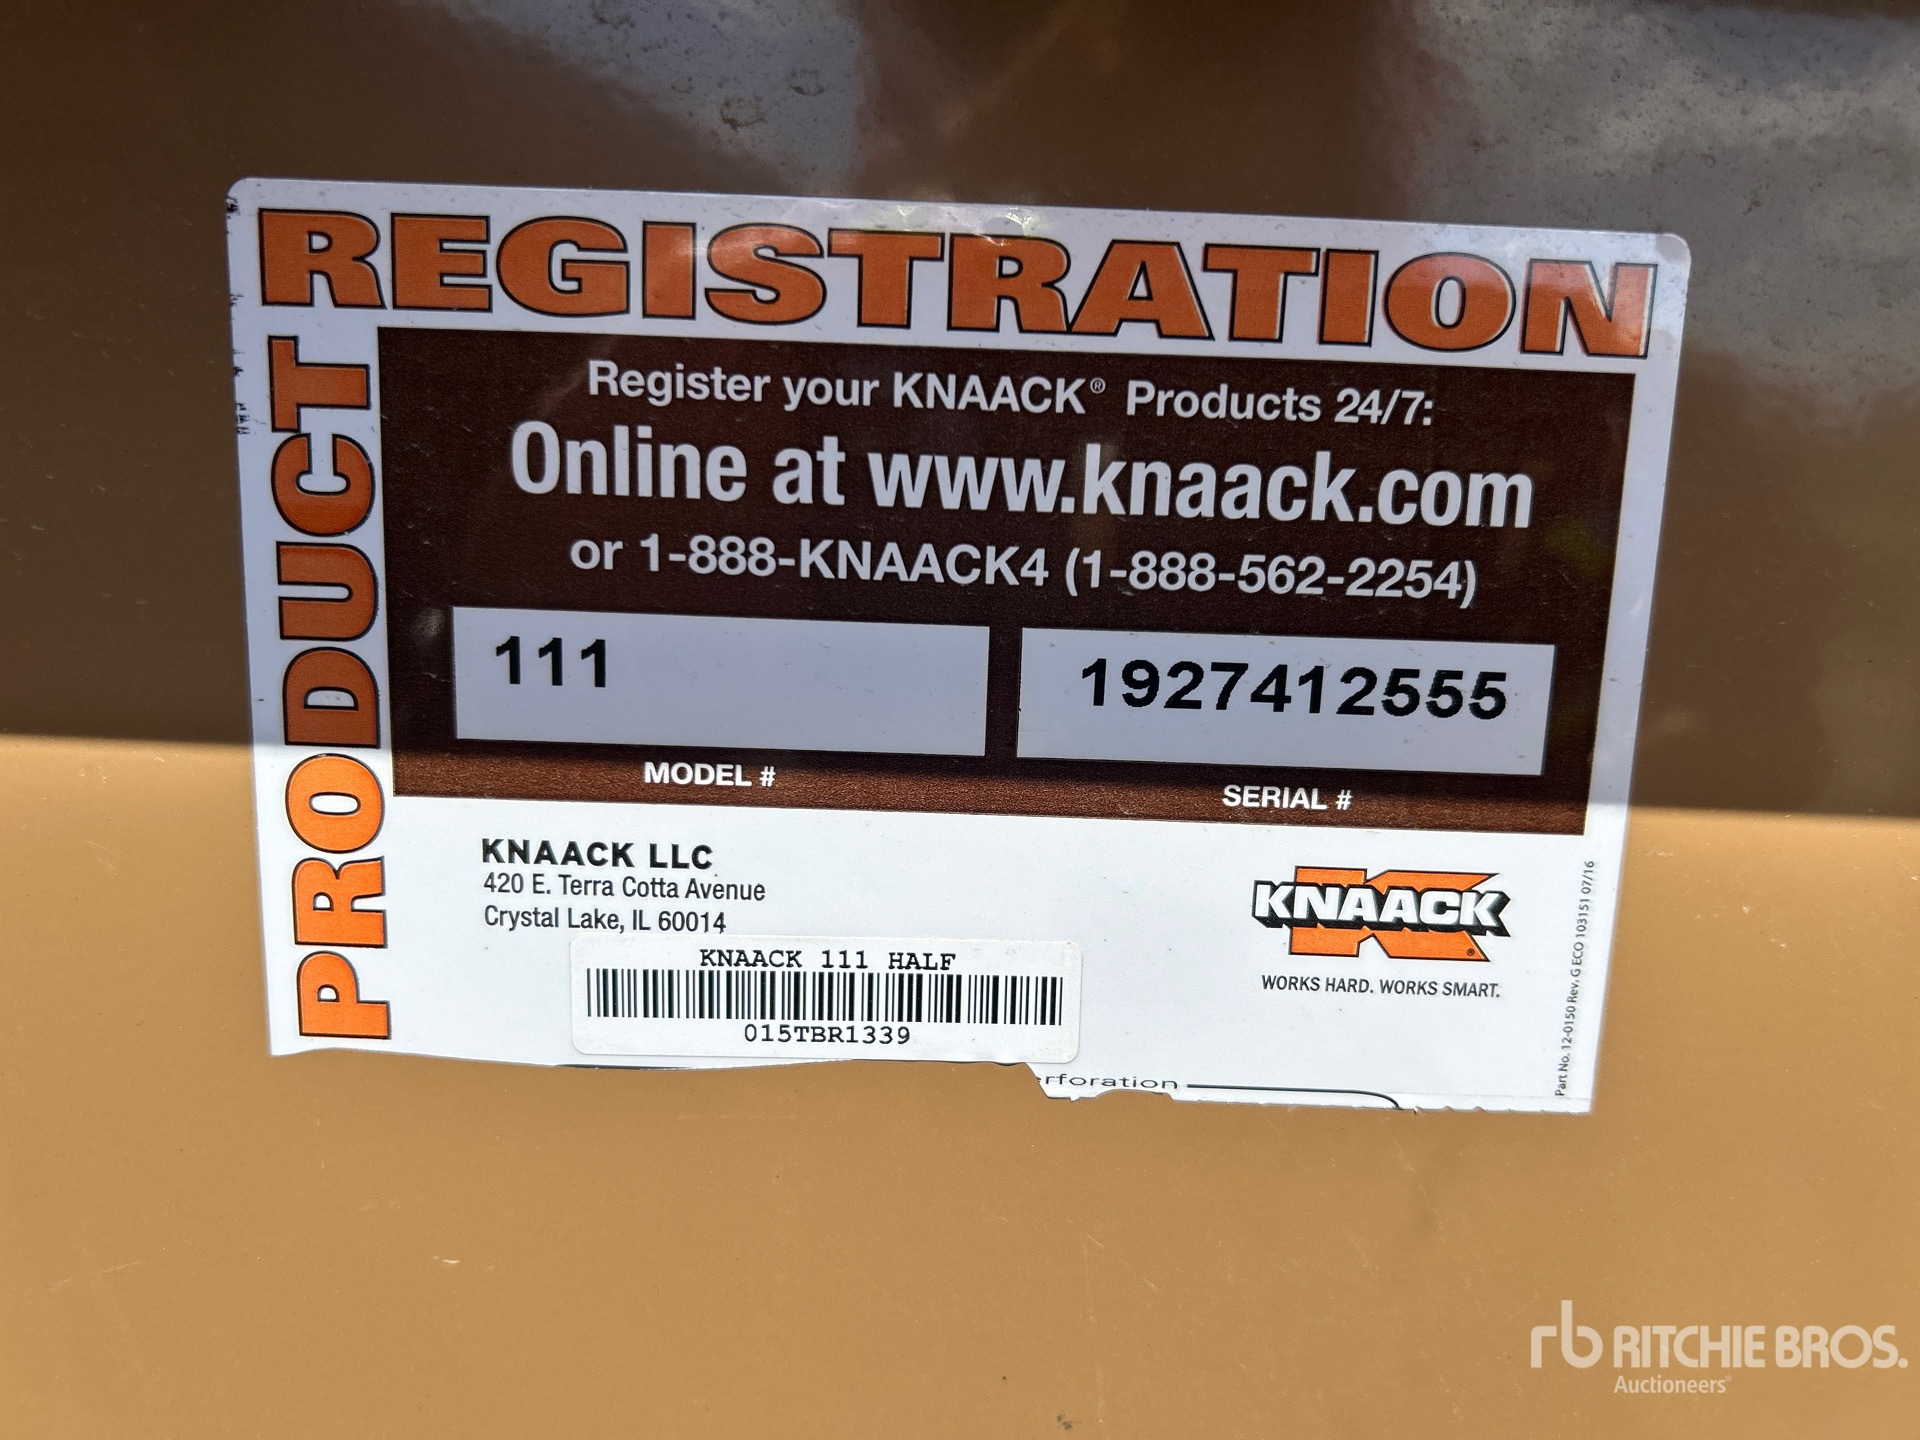 REGISTRATION
PRODUCT
Register your KNAACK® Products 24/7:
Online at www.knaack.com
or 1-888-KNAACK4 (1-888-562-2254)
111
1927412555
MODEL #
SERIAL #
KNAACK LLC
420 E. Terra Cotta Avenue
Crystal Lake, IL 60014
KNAACK 111 HALF
015TBR1339
KNAACK®
WORKS HARD. WORKS SMART.
Part No. 12-0150 Rev. G ECO 103151 07/16
rforation
rb RITCHIE BROS.
Auctioneers